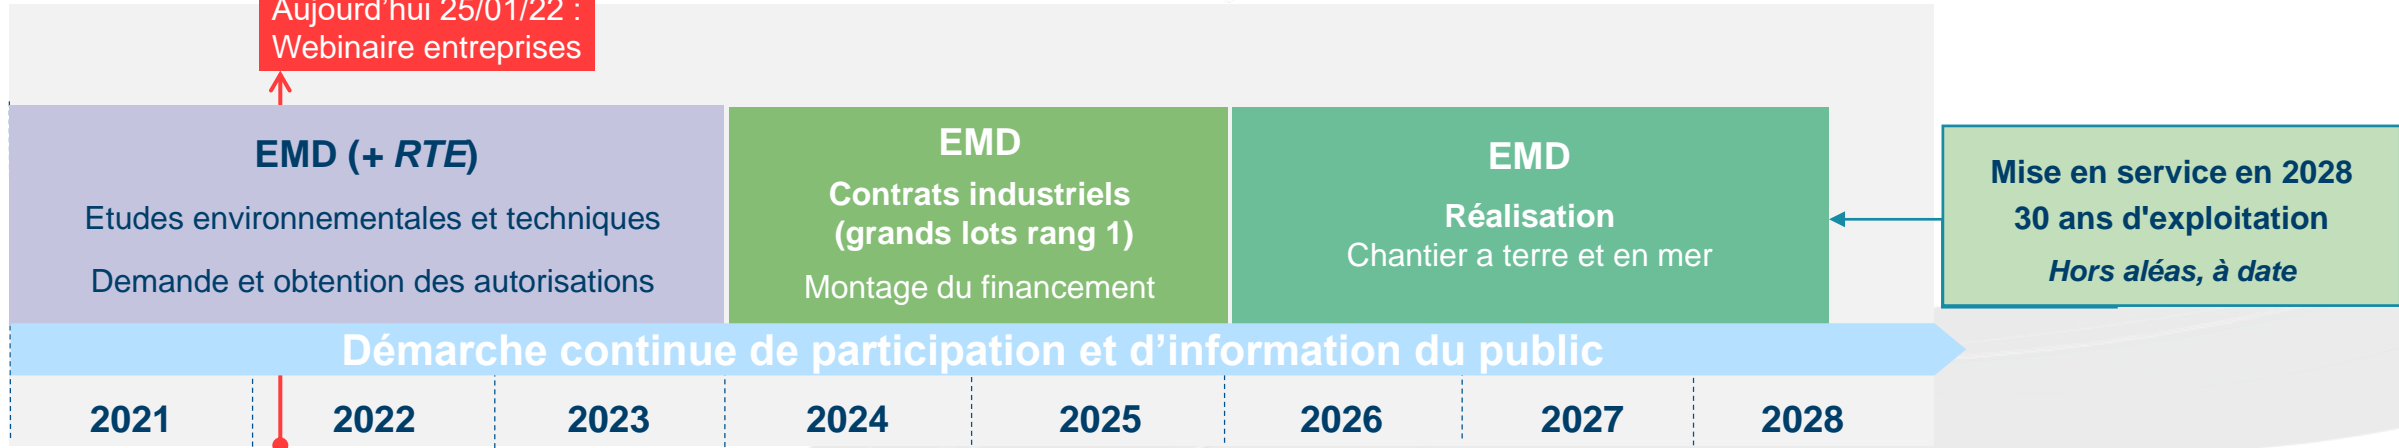 Aujourd'hui 25/01/22 :
Webinaire entreprises
EMD (+ RTE)
Etudes environnementales et techniques
Demande et obtention des autorisations
EMD
Contrats industriels
(grands lots rang 1)
Montage du financement
EMD
Réalisation
Chantier a terre et en mer
Mise en service en 2028
30 ans d'exploitation
Hors aléas, à date
Démarche continue de participation et d'information du public
2021 2022 2023 2024 2025 2026 2027 2028